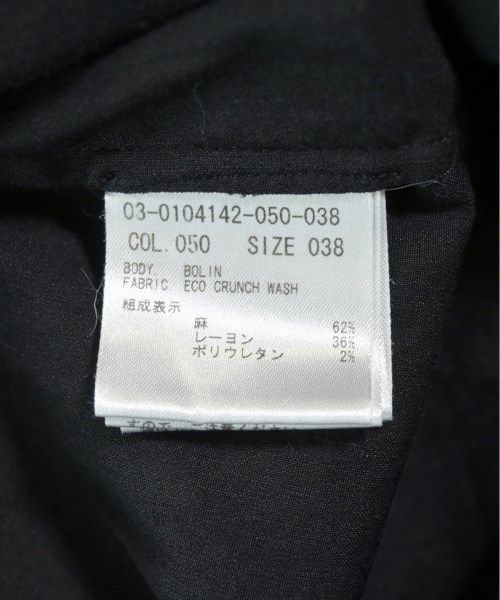 03-0104142-050-038
COL. 050 SIZE 038
BODY. BOLIN
FABRIC. ECO CRUNCH WASH
組成表示
麻 62%
レーヨン 36%
ポリウレタン 2%